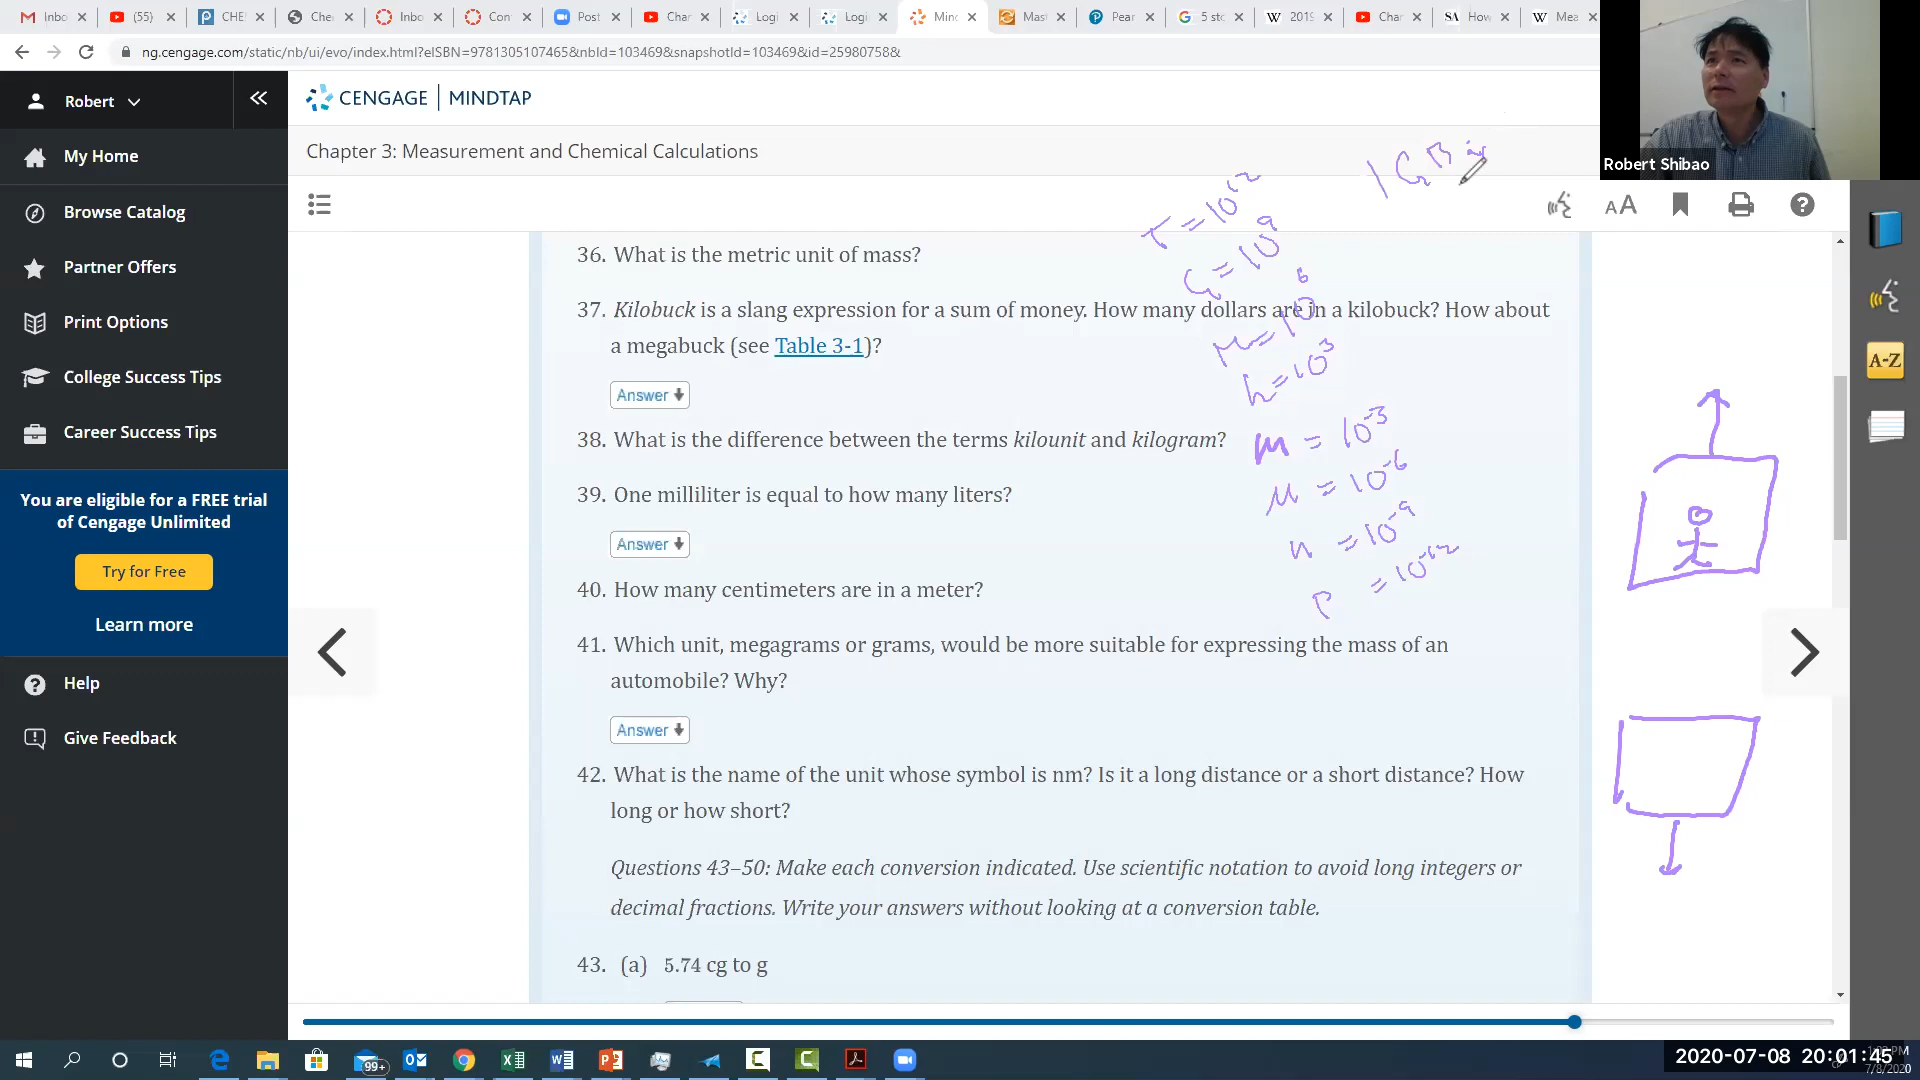 Inbo
(55)
CHE
Che
Inbo
Con
Post
Char
Logi
Logi
Minc
Mast
Pear
5 sto
2019
Char
How
Mea
ng.cengage.com/static/nb/ui/evo/index.html?eISBN=9781305107465&nbId=103469&snapshotId=103469&id=25980758&
Robert
CENGAGE | MINDTAP
Robert Shibao
My Home
Browse Catalog
Partner Offers
Print Options
College Success Tips
Career Success Tips
You are eligible for a FREE trial
of Cengage Unlimited
Try for Free
Learn more
Help
Give Feedback
Chapter 3: Measurement and Chemical Calculations
AA
1 GB is
T = 10^12
G = 10^9
M = 10^6
k = 10^3
m = 10^-3
μ = 10^-6
n = 10^-9
p = 10^-12
36. What is the metric unit of mass?
37. Kilobuck is a slang expression for a sum of money. How many dollars are in a kilobuck? How about
a megabuck (see Table 3-1)?
Answer
38. What is the difference between the terms kilounit and kilogram?
39. One milliliter is equal to how many liters?
Answer
40. How many centimeters are in a meter?
41. Which unit, megagrams or grams, would be more suitable for expressing the mass of an
automobile? Why?
Answer
42. What is the name of the unit whose symbol is nm? Is it a long distance or a short distance? How
long or how short?
Questions 43–50: Make each conversion indicated. Use scientific notation to avoid long integers or
decimal fractions. Write your answers without looking at a conversion table.
43. (a) 5.74 cg to g
A-Z
99+
2020-07-08 20:01:45
7/8/2020